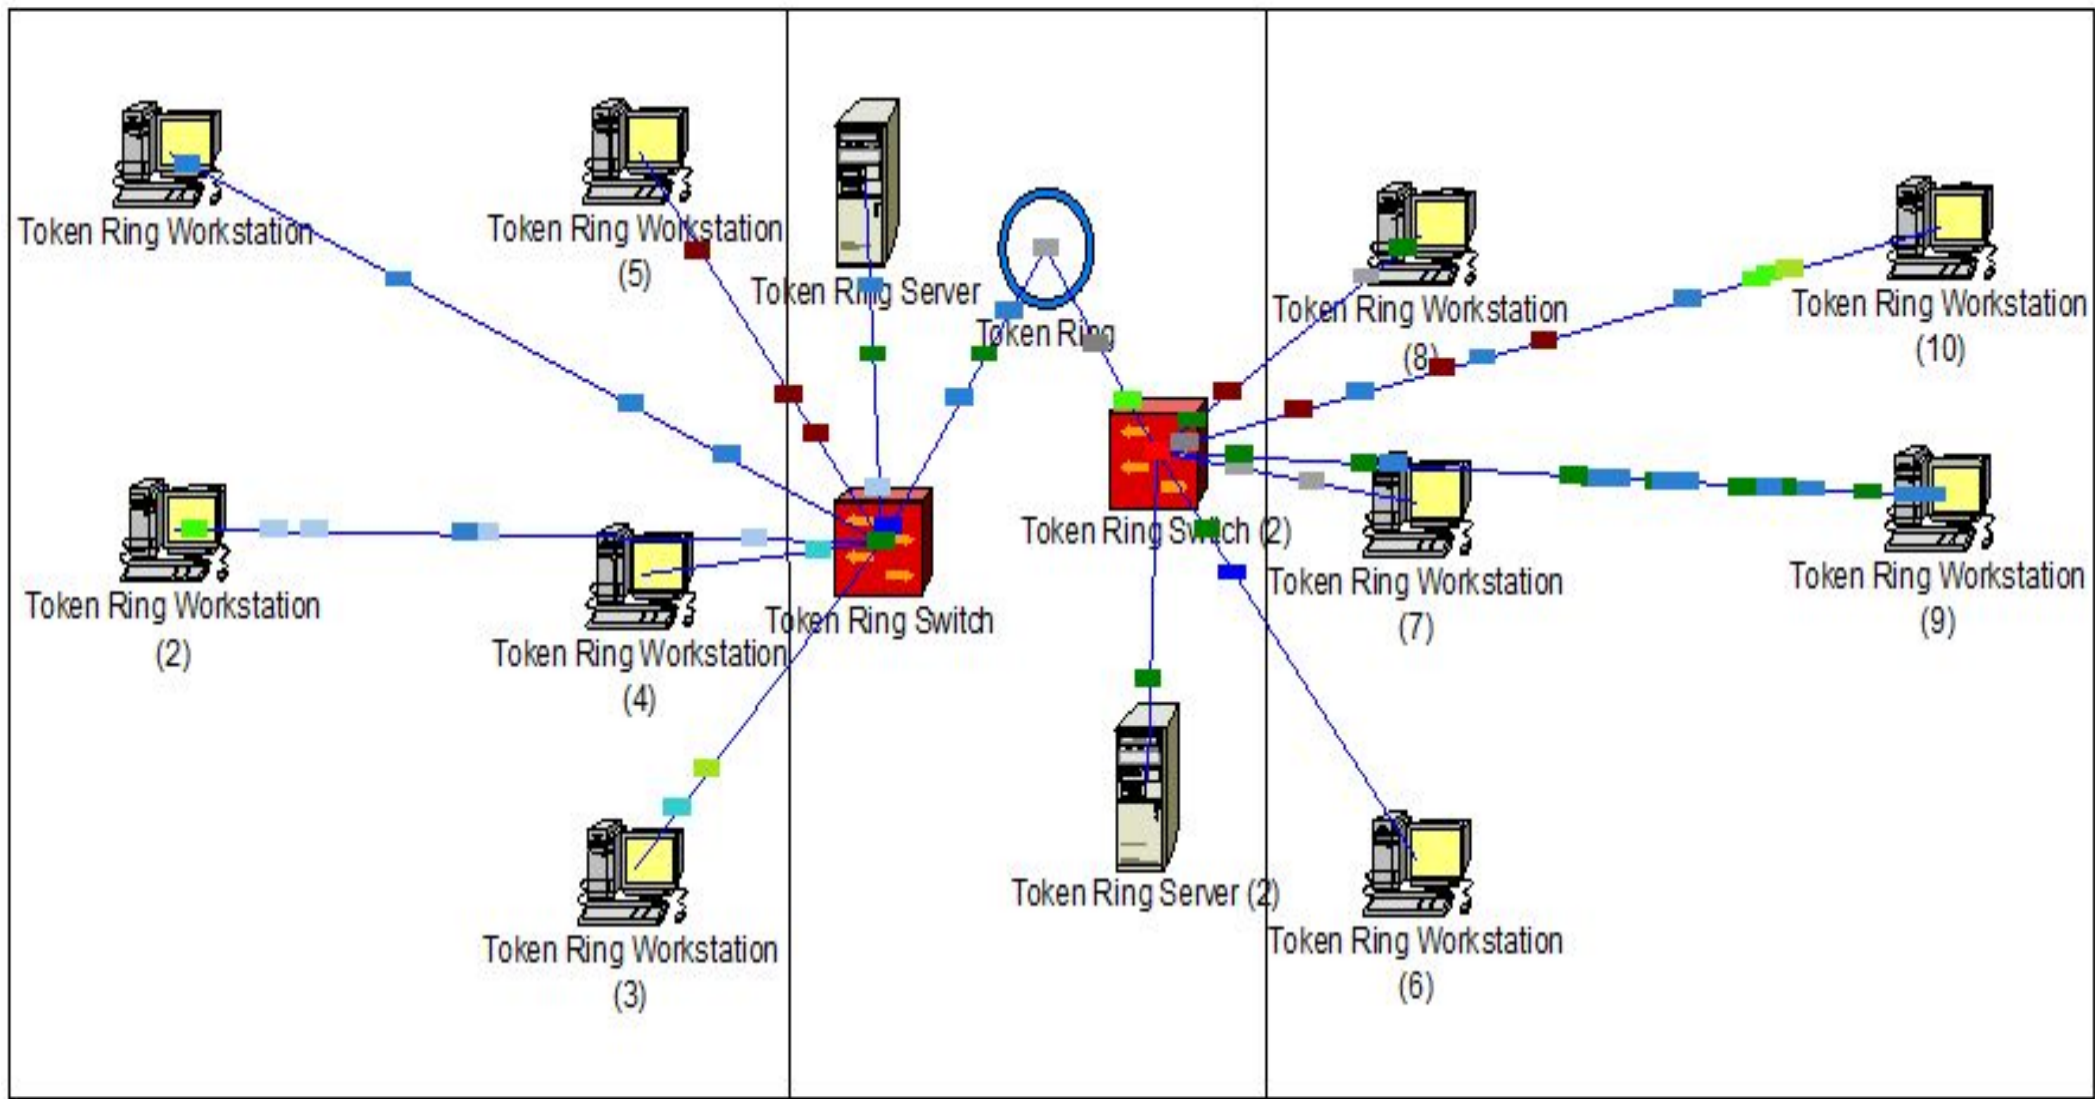 Token Ring Workstation
Token Ring Workstation
(5)
Token Ring Server
Token Ring
Token Ring Workstation
(8)
Token Ring Workstation
(10)
Token Ring Workstation
(2)
Token Ring Workstation
(4)
Token Ring Switch
Token Ring Switch (2)
Token Ring Workstation
(7)
Token Ring Workstation
(9)
Token Ring Workstation
(3)
Token Ring Server (2)
Token Ring Workstation
(6)